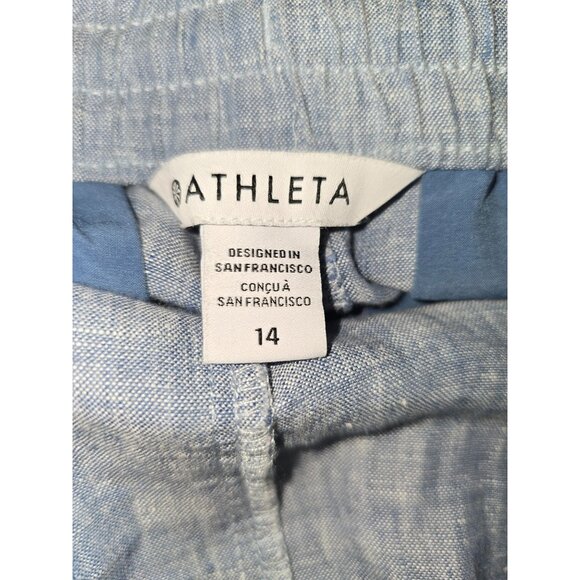 ATHLETA
DESIGNED IN
SAN FRANCISCO
CONÇU À
SAN FRANCISCO
14